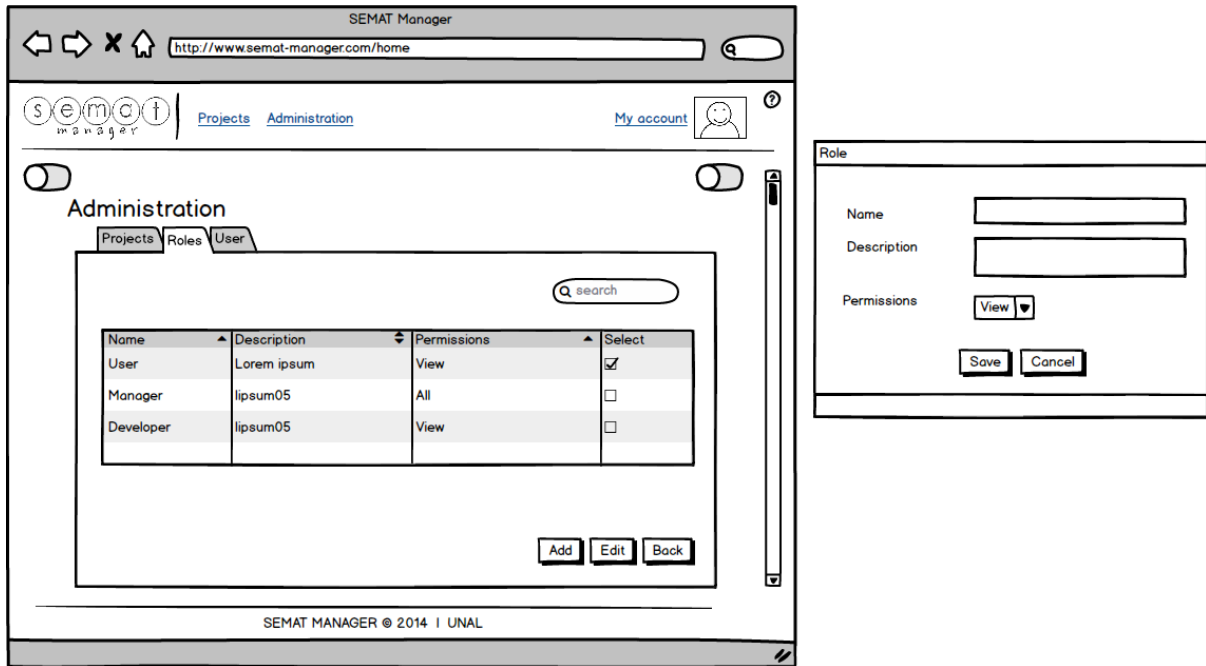 SEMAT Manager
http://www.semat-manager.com/home
semat
manager
Projects Administration My account ?
Administration
Projects Roles User
search
Name Description Permissions Select
User Lorem ipsum View
Manager lipsum05 All
Developer lipsum05 View
Add Edit Back
SEMAT MANAGER © 2014 | UNAL
Role
Name
Description
Permissions View
Save Cancel